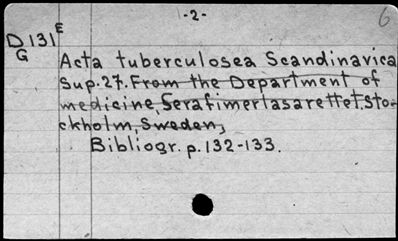 -2-
6
D131E
G
Acta tuberculosea Scandinavica
Sup.27. From the Department of
medicine, Serafimerlasarettet, Sto-
ckholm, Sweden,
Bibliogr. p. 132-133.